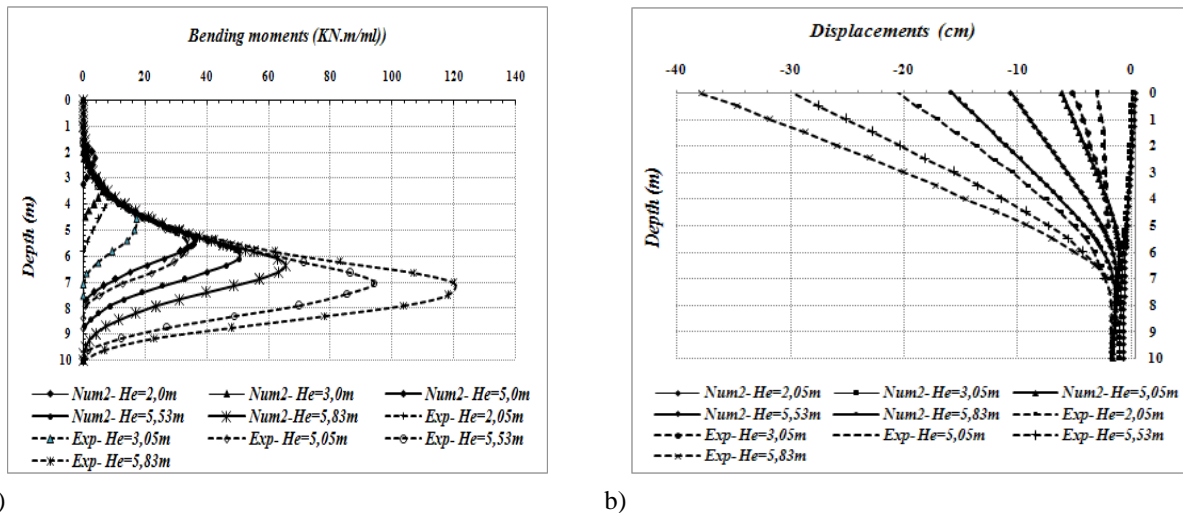 Bending moments (KN.m/ml))
0 20 40 60 80 100 120 140
0
1
2
3
4
5
6
7
8
9
10
Depth (m)
Num2- He=2,0m Num2- He=3,0m Num2- He=5,0m
Num2- He=5,53m Num2-He=5,83m Exp- He=2,05m
Exp- He=3,05m Exp- He=5,05m Exp- He=5,53m
Exp- He=5,83m
)
Displacements (cm)
-40 -30 -20 -10 0
0
1
2
3
4
5
6
7
8
9
10
Depth (m)
Num2- He=2,05m Num2- He=3,05m Num2- He=5,05m
Num2- He=5,53m Num2- He=5,83m Exp- He=2,05m
Exp- He=3,05m Exp- He=5,05m Exp- He=5,53m
Exp- He=5,83m
b)